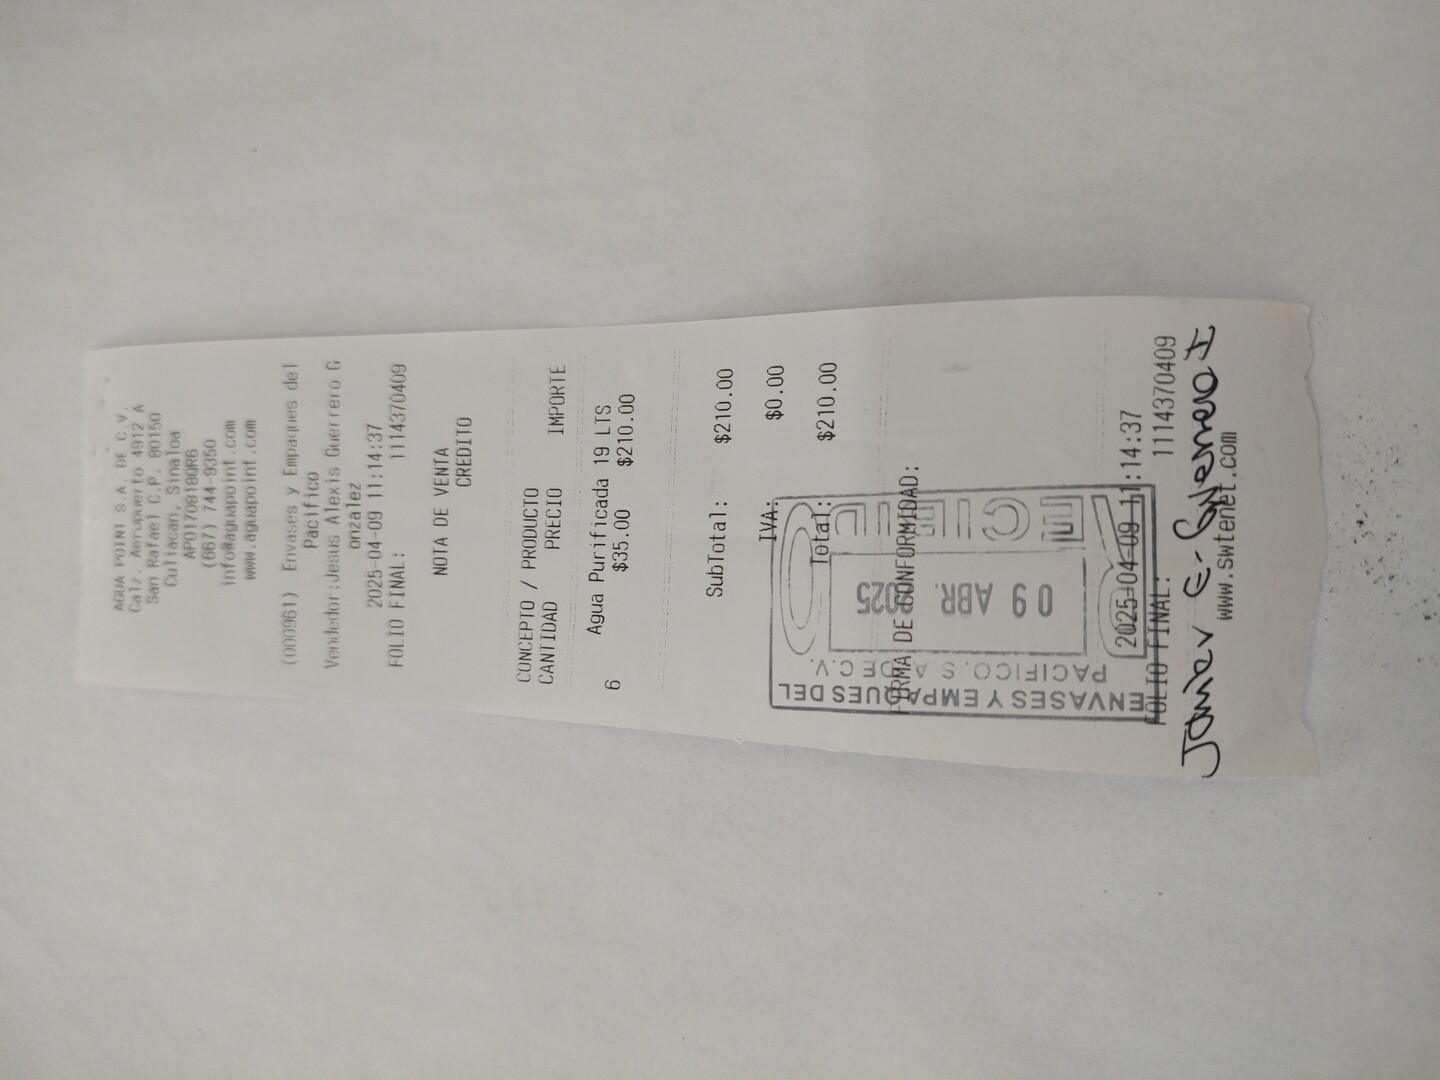 AGUA POINT S.A. DE C.V.
Calz. Aeropuerto 4912 A
San Rafael C.P. 80150
Culiacan, Sinaloa
APO170818QR6
(667) 744-9350
info@aguapoint.com
www.aguapoint.com
(000961) Envases y Empaques del
Pacifico
Vendedor:Jesus Alexis Guerrero G
onzalez
2025-04-09 11:14:37
FOLIO FINAL: 1114370409
NOTA DE VENTA
CREDITO
CONCEPTO / PRODUCTO
CANTIDAD PRECIO IMPORTE
Agua Purificada 19 LTS
6 $35.00 $210.00
SubTotal: $210.00
IVA: $0.00
Total: $210.00
FIRMA DE CONFORMIDAD:
ENVASES Y EMPAQUES DEL
PACIFICO, S.A. DE C.V.
09 ABR. 2025
RECIBIDO
2025-04-09 11:14:37
FOLIO FINAL: 1114370409
Javier E.
www.swtenet.com